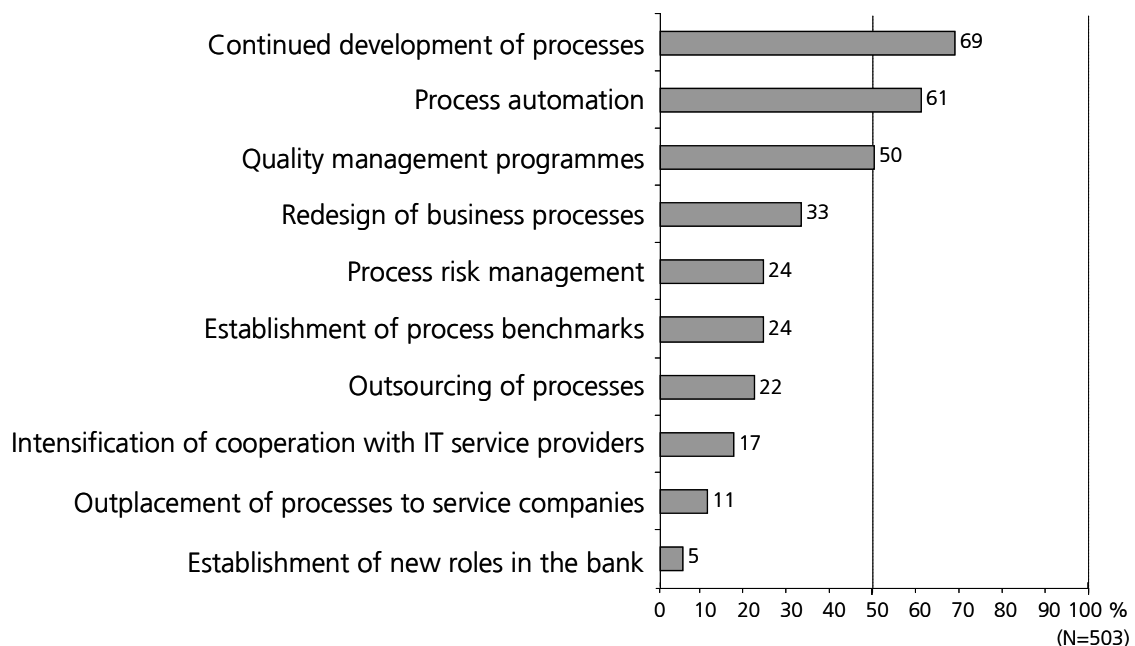 Continued development of processes 69
Process automation 61
Quality management programmes 50
Redesign of business processes 33
Process risk management 24
Establishment of process benchmarks 24
Outsourcing of processes 22
Intensification of cooperation with IT service providers 17
Outplacement of processes to service companies 11
Establishment of new roles in the bank 5
0 10 20 30 40 50 60 70 80 90 100 %
(N=503)